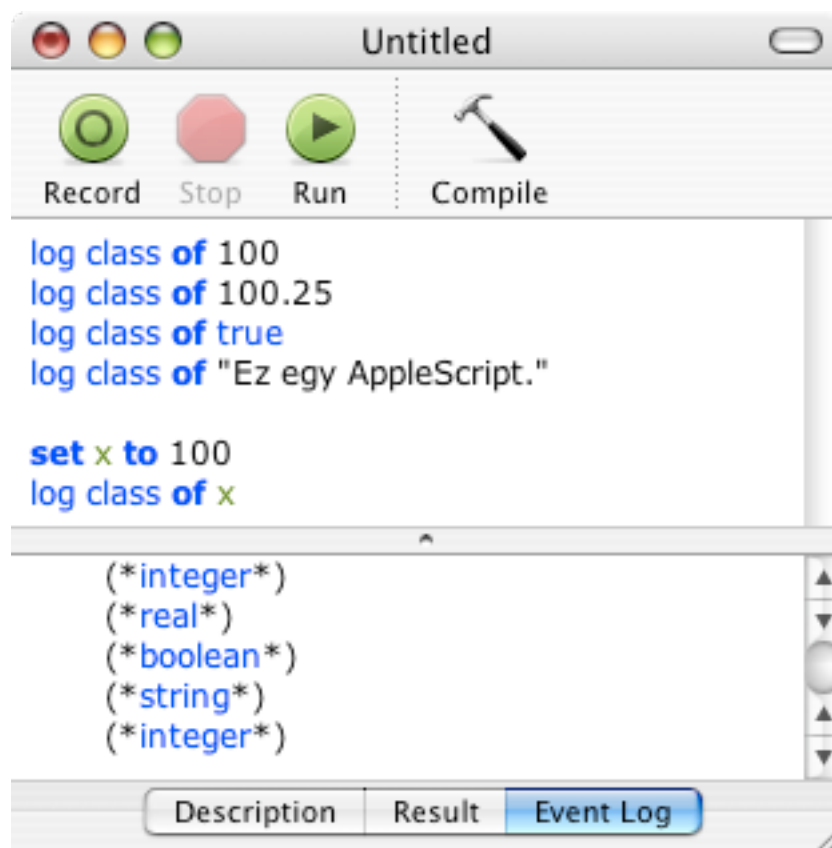 Untitled
Record Stop Run Compile
log class of 100
log class of 100.25
log class of true
log class of "Ez egy AppleScript."
set x to 100
log class of x
(*integer*)
(*real*)
(*boolean*)
(*string*)
(*integer*)
Description Result Event Log